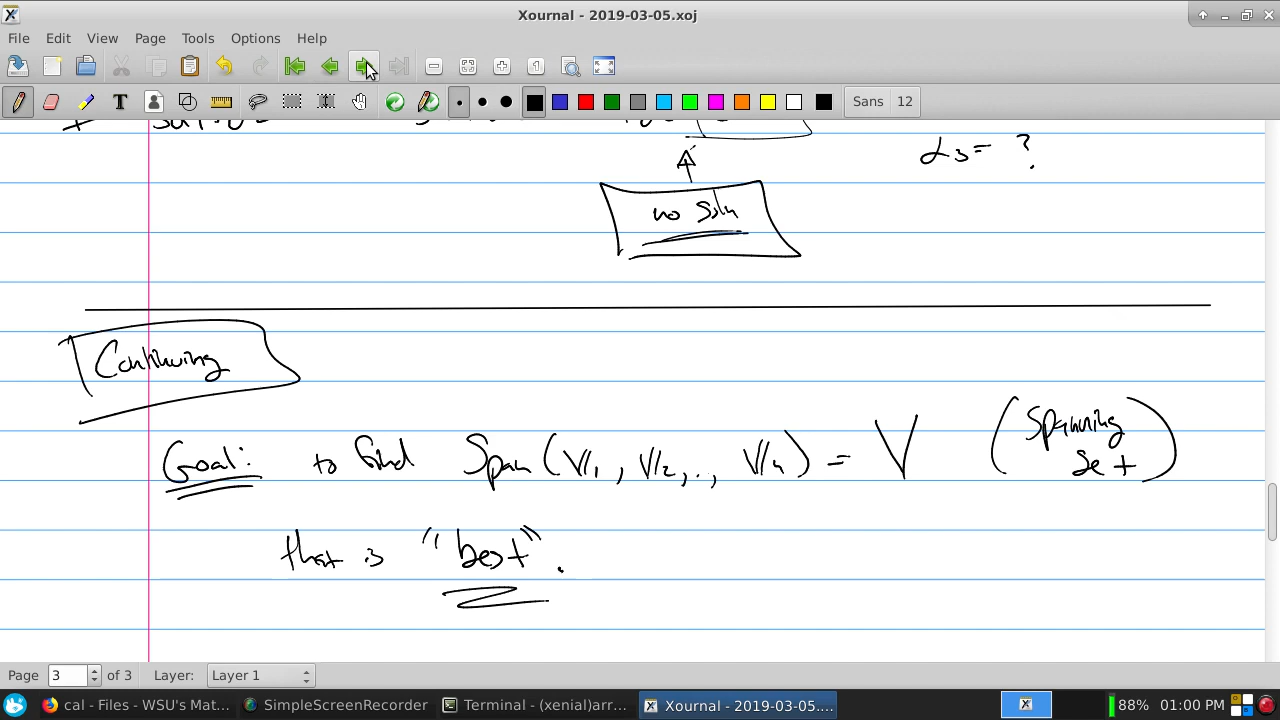 Xournal - 2019-03-05.xoj
File Edit View Page Tools Options Help
Sans 12
α3 = ?
no Soln
Continuing
Goal: to find Span (v1, v2, .., vn) = V (Spanning Set)
that is "best".
Page 3 of 3 Layer: Layer 1
cal - Files - WSU's Mat... SimpleScreenRecorder Terminal - (xenial)arr... Xournal - 2019-03-05.... 88% 01:00 PM